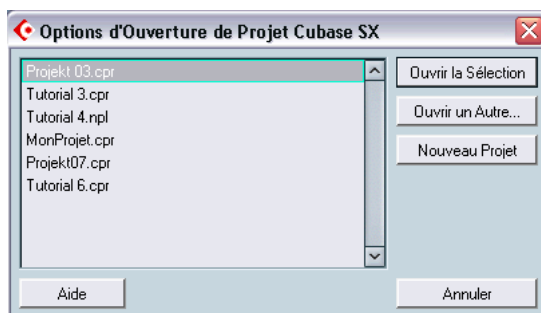 Options d'Ouverture de Projet Cubase SX
Projekt 03.cpr
Tutorial 3.cpr
Tutorial 4.npl
MonProjet.cpr
Projekt07.cpr
Tutorial 6.cpr
Ouvrir la Sélection
Ouvrir un Autre...
Nouveau Projet
Aide
Annuler